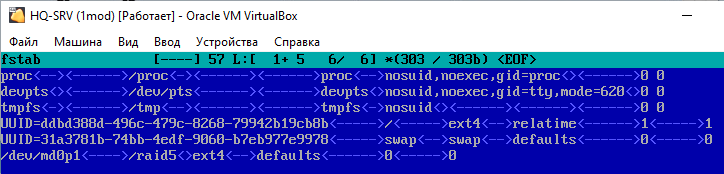 HQ-SRV (1mod) [Работает] - Oracle VM VirtualBox
Файл Машина Вид Ввод Устройства Справка
fstab [----] 57 L:[ 1+ 5 6/ 6] *(303 / 303b) <EOF>
proc<--><------>/proc<--><------><------>proc<-->nosuid,noexec,gid=proc<><------>0 0
devpts<><------>/dev/pts<------><------>devpts<>nosuid,noexec,gid=tty,mode=620<>0 0
tmpfs<-><------>/tmp<---><------><------>tmpfs<->nosuid<><------><------><------>0 0
UUID=ddbd388d-496c-479c-8268-79942b19cb8b<----->/<----->ext4<-->relatime<------>1<----->1
UUID=31a3781b-74bb-4edf-9060-b7eb977e9978<----->swap<-->swap<-->defaults<------>0<----->0
/dev/md0p1<---->/raid5<>ext4<-->defaults<------>0<----->0